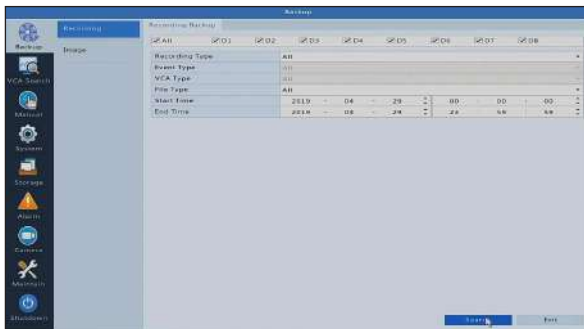 Backup
Backup
VCA Search
Manual
System
Storage
Alarm
Camera
Maintain
Shutdown
Recording
Image
Recording Backup
All D1 D2 D3 D4 D5 D6 D7 D8
Recording Type All
Event Type All
VCA Type All
File Type All
Start Time 2019 - 04 - 29 00 : 00 : 00
End Time 2019 - 04 - 29 23 : 59 : 59
Search Exit